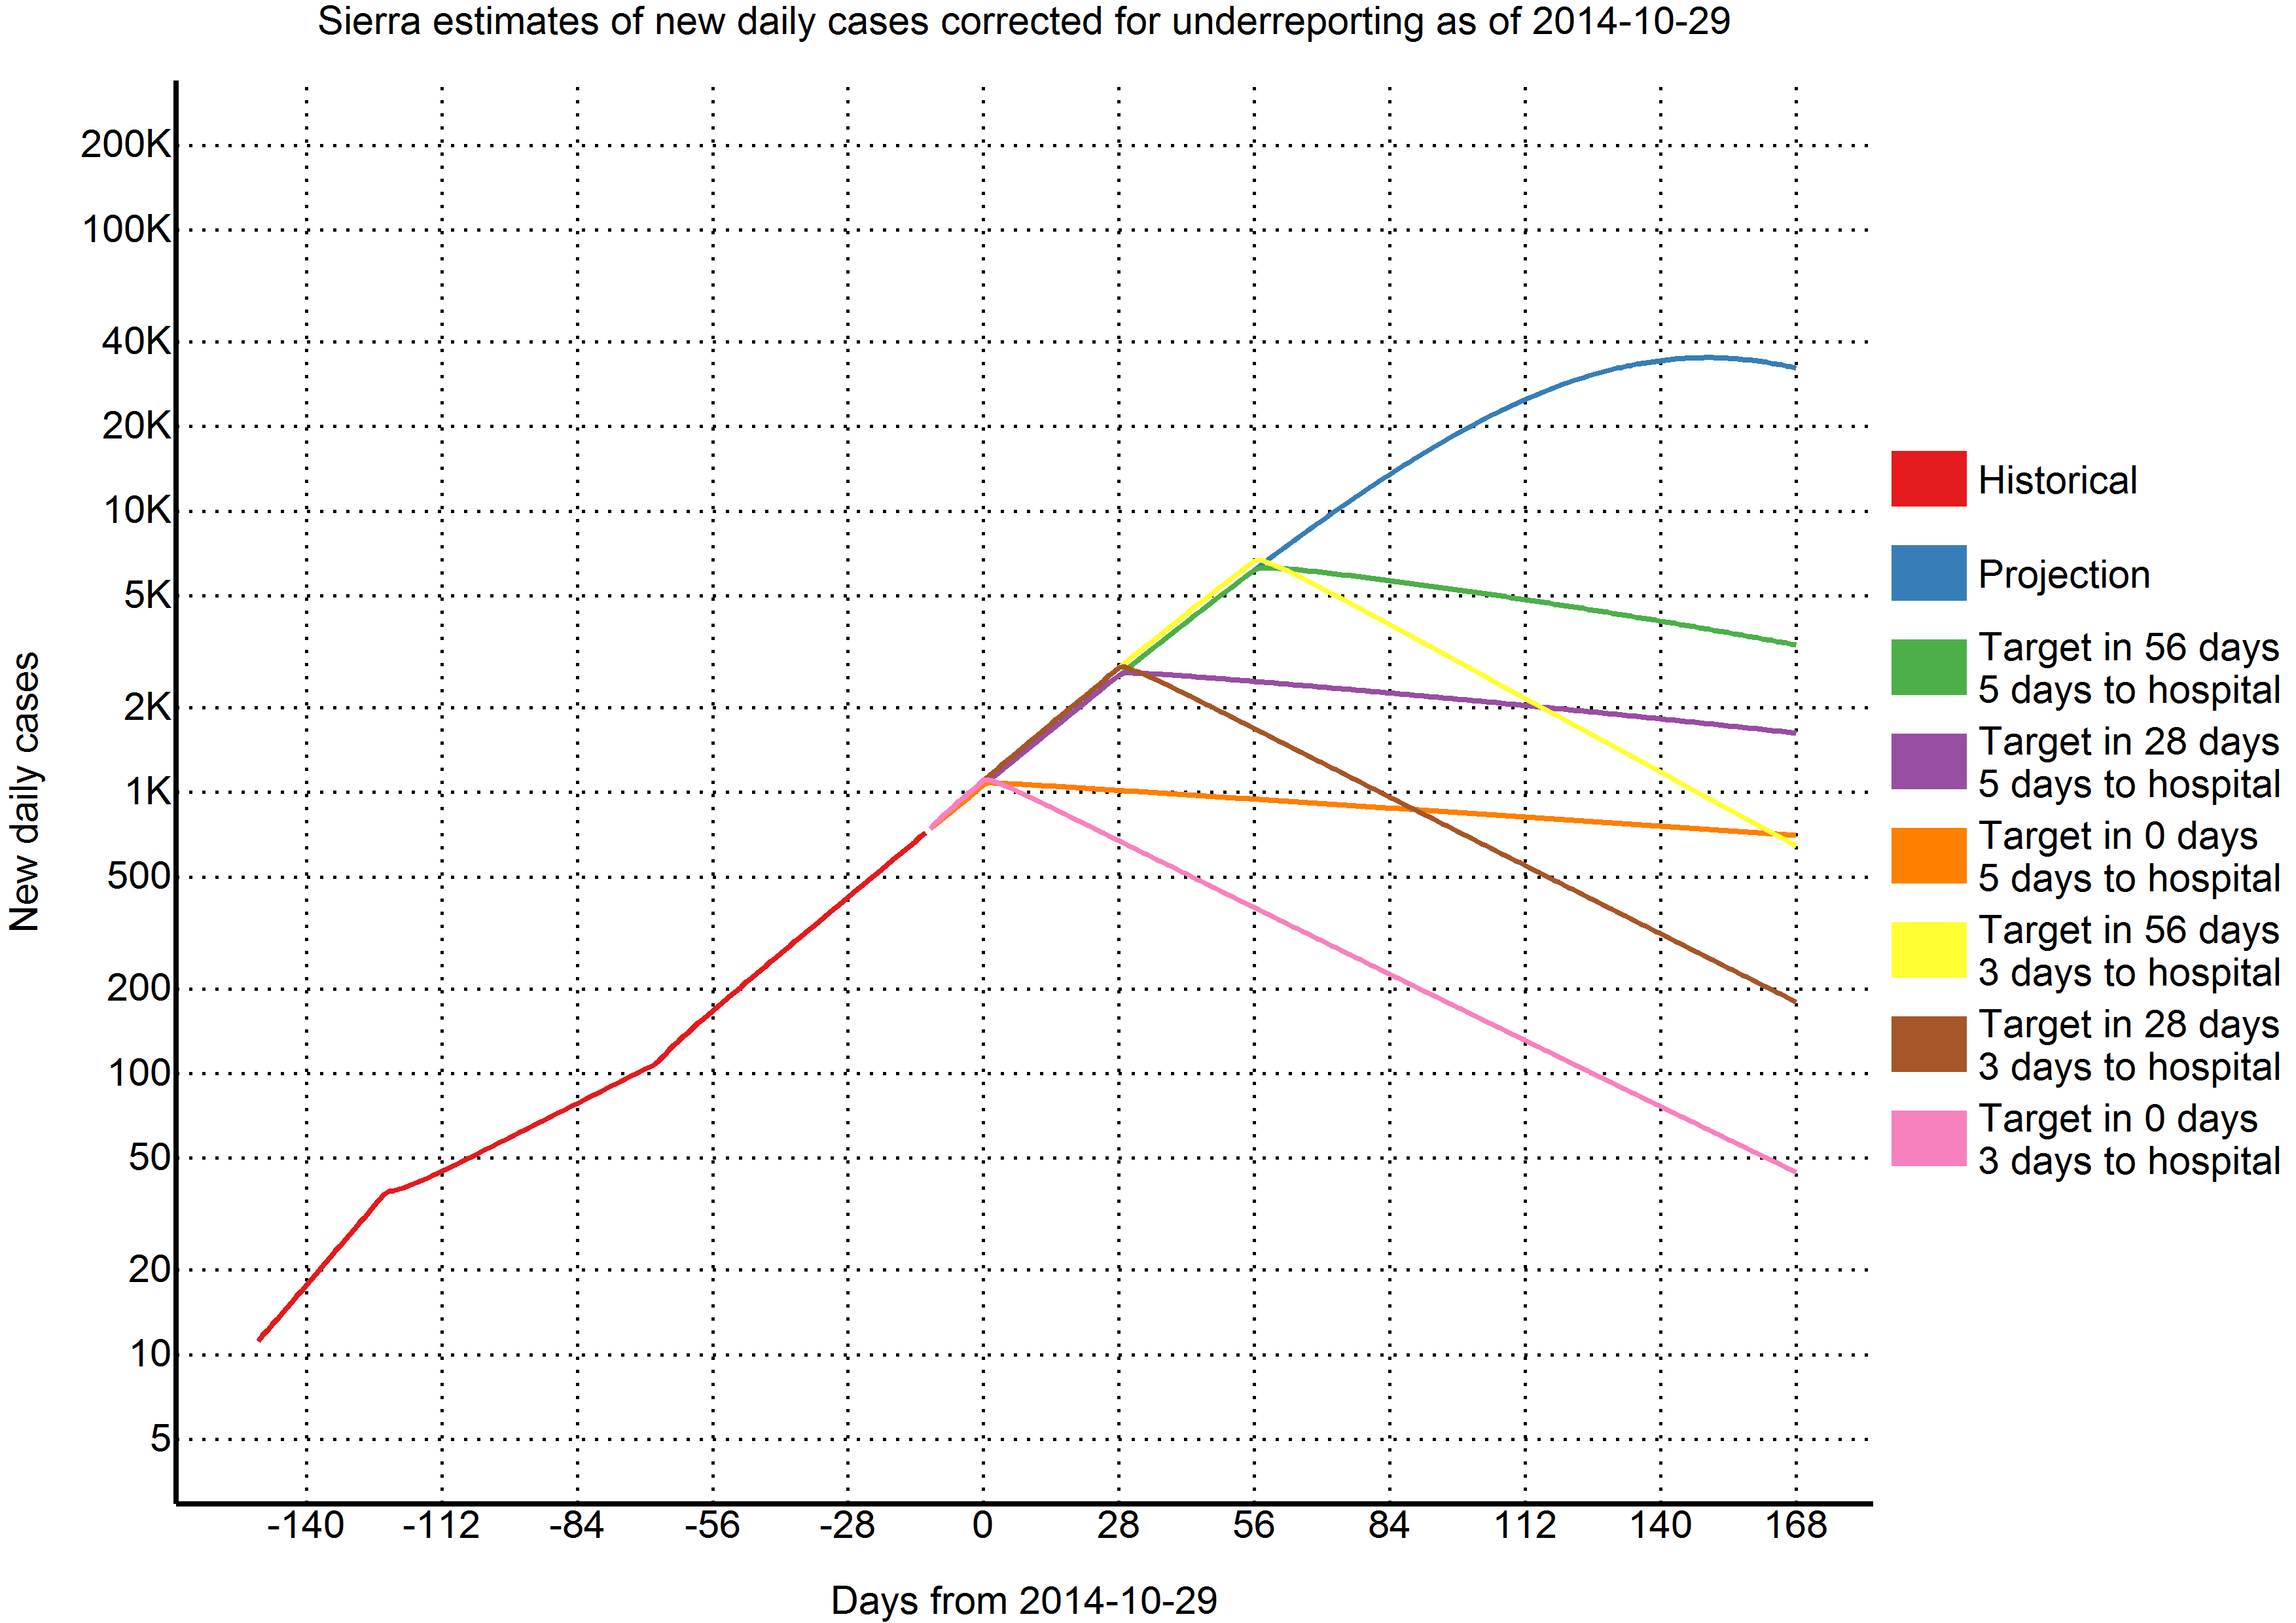 Sierra estimates of new daily cases corrected for underreporting as of 2014-10-29
New daily cases
200K
100K
40K
20K
10K
5K
2K
1K
500
200
100
50
20
10
5
-140 -112 -84 -56 -28 0 28 56 84 112 140 168
Days from 2014-10-29
Historical
Projection
Target in 56 days
5 days to hospital
Target in 28 days
5 days to hospital
Target in 0 days
5 days to hospital
Target in 56 days
3 days to hospital
Target in 28 days
3 days to hospital
Target in 0 days
3 days to hospital